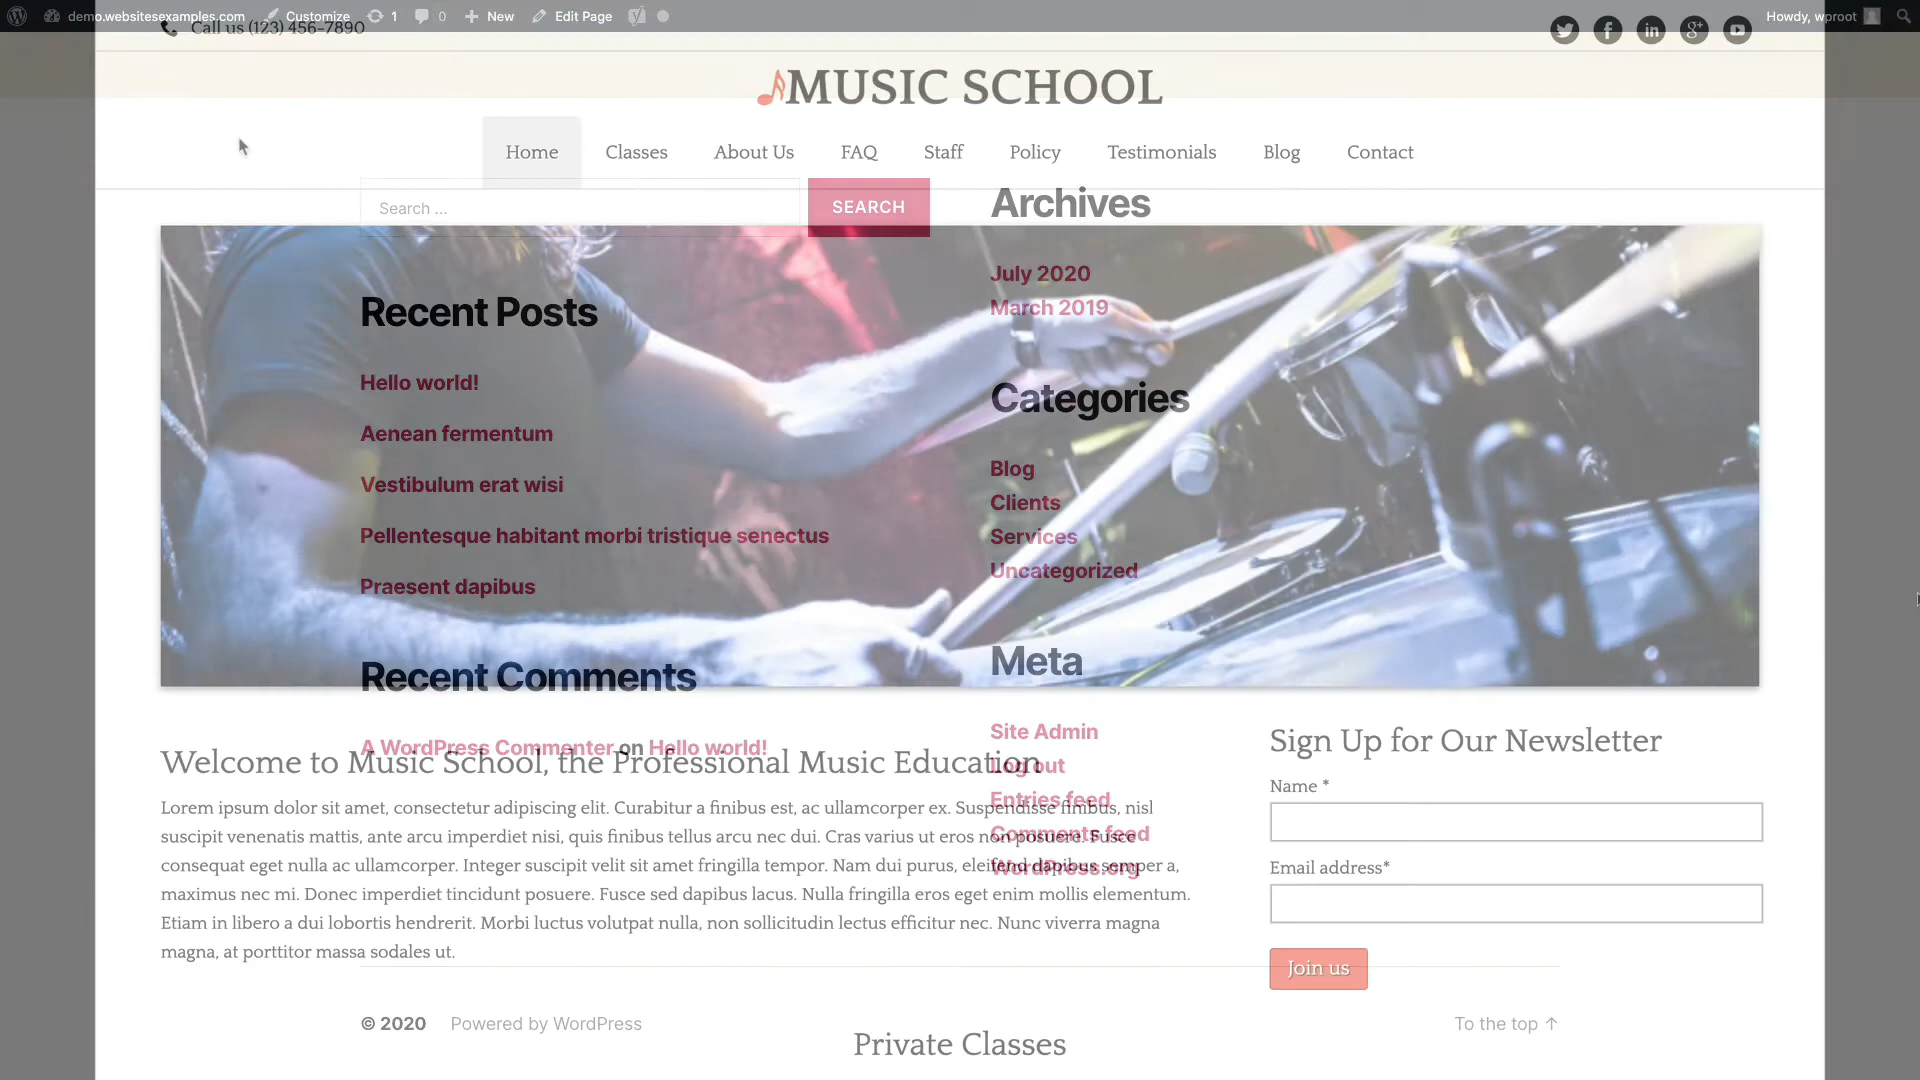 demo.websitesexamples.com Customize 1 0 New Edit Page Howdy, wproot
Call us (123) 456-7890
MUSIC SCHOOL
Home Classes About Us FAQ Staff Policy Testimonials Blog Contact
Search ... SEARCH
Archives
July 2020
March 2019
Recent Posts
Hello world!
Aenean fermentum
Vestibulum erat wisi
Pellentesque habitant morbi tristique senectus
Praesent dapibus
Categories
Blog
Clients
Services
Uncategorized
Recent Comments
A WordPress Commenter on Hello world!
Meta
Site Admin
Log out
Entries feed
Comments feed
WordPress.org
Welcome to Music School, the Professional Music Education
Lorem ipsum dolor sit amet, consectetur adipiscing elit. Curabitur a finibus est, ac ullamcorper ex. Suspendisse finibus, nisl
suscipit venenatis mattis, ante arcu imperdiet nisi, quis finibus tellus arcu nec dui. Cras varius ut eros non posuere. Fusce
consequat eget nulla ac ullamcorper. Integer suscipit velit sit amet fringilla tempor. Nam dui purus, eleifend dapibus semper a,
maximus nec mi. Donec imperdiet tincidunt posuere. Fusce sed dapibus lacus. Nulla fringilla eros eget enim mollis elementum.
Etiam in libero a dui lobortis hendrerit. Morbi luctus volutpat nulla, non sollicitudin lectus efficitur nec. Nunc viverra magna
magna, at porttitor massa sodales ut.
Sign Up for Our Newsletter
Name *
Email address*
Join us
© 2020 Powered by WordPress
To the top ↑
Private Classes